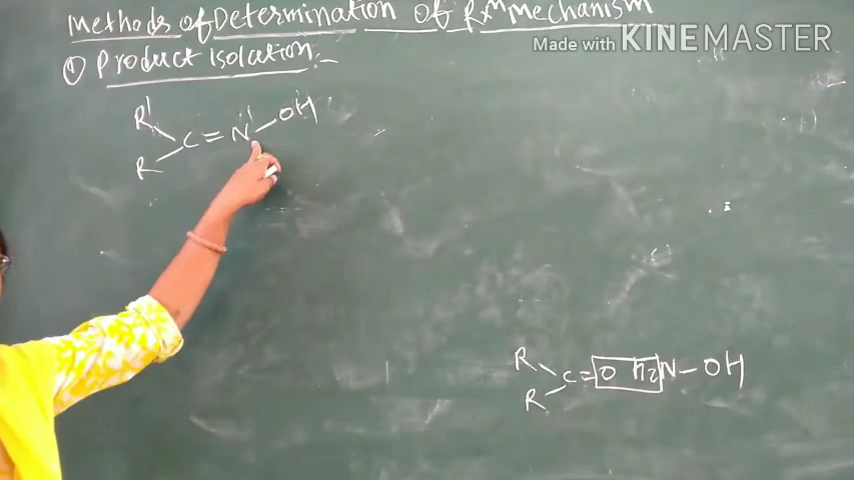 Methods of Determination of Rxn Mechanism
Made with KINEMASTER
① Product isolation:-
R'
C=N-OH
R
R
C=O H2N-OH
R